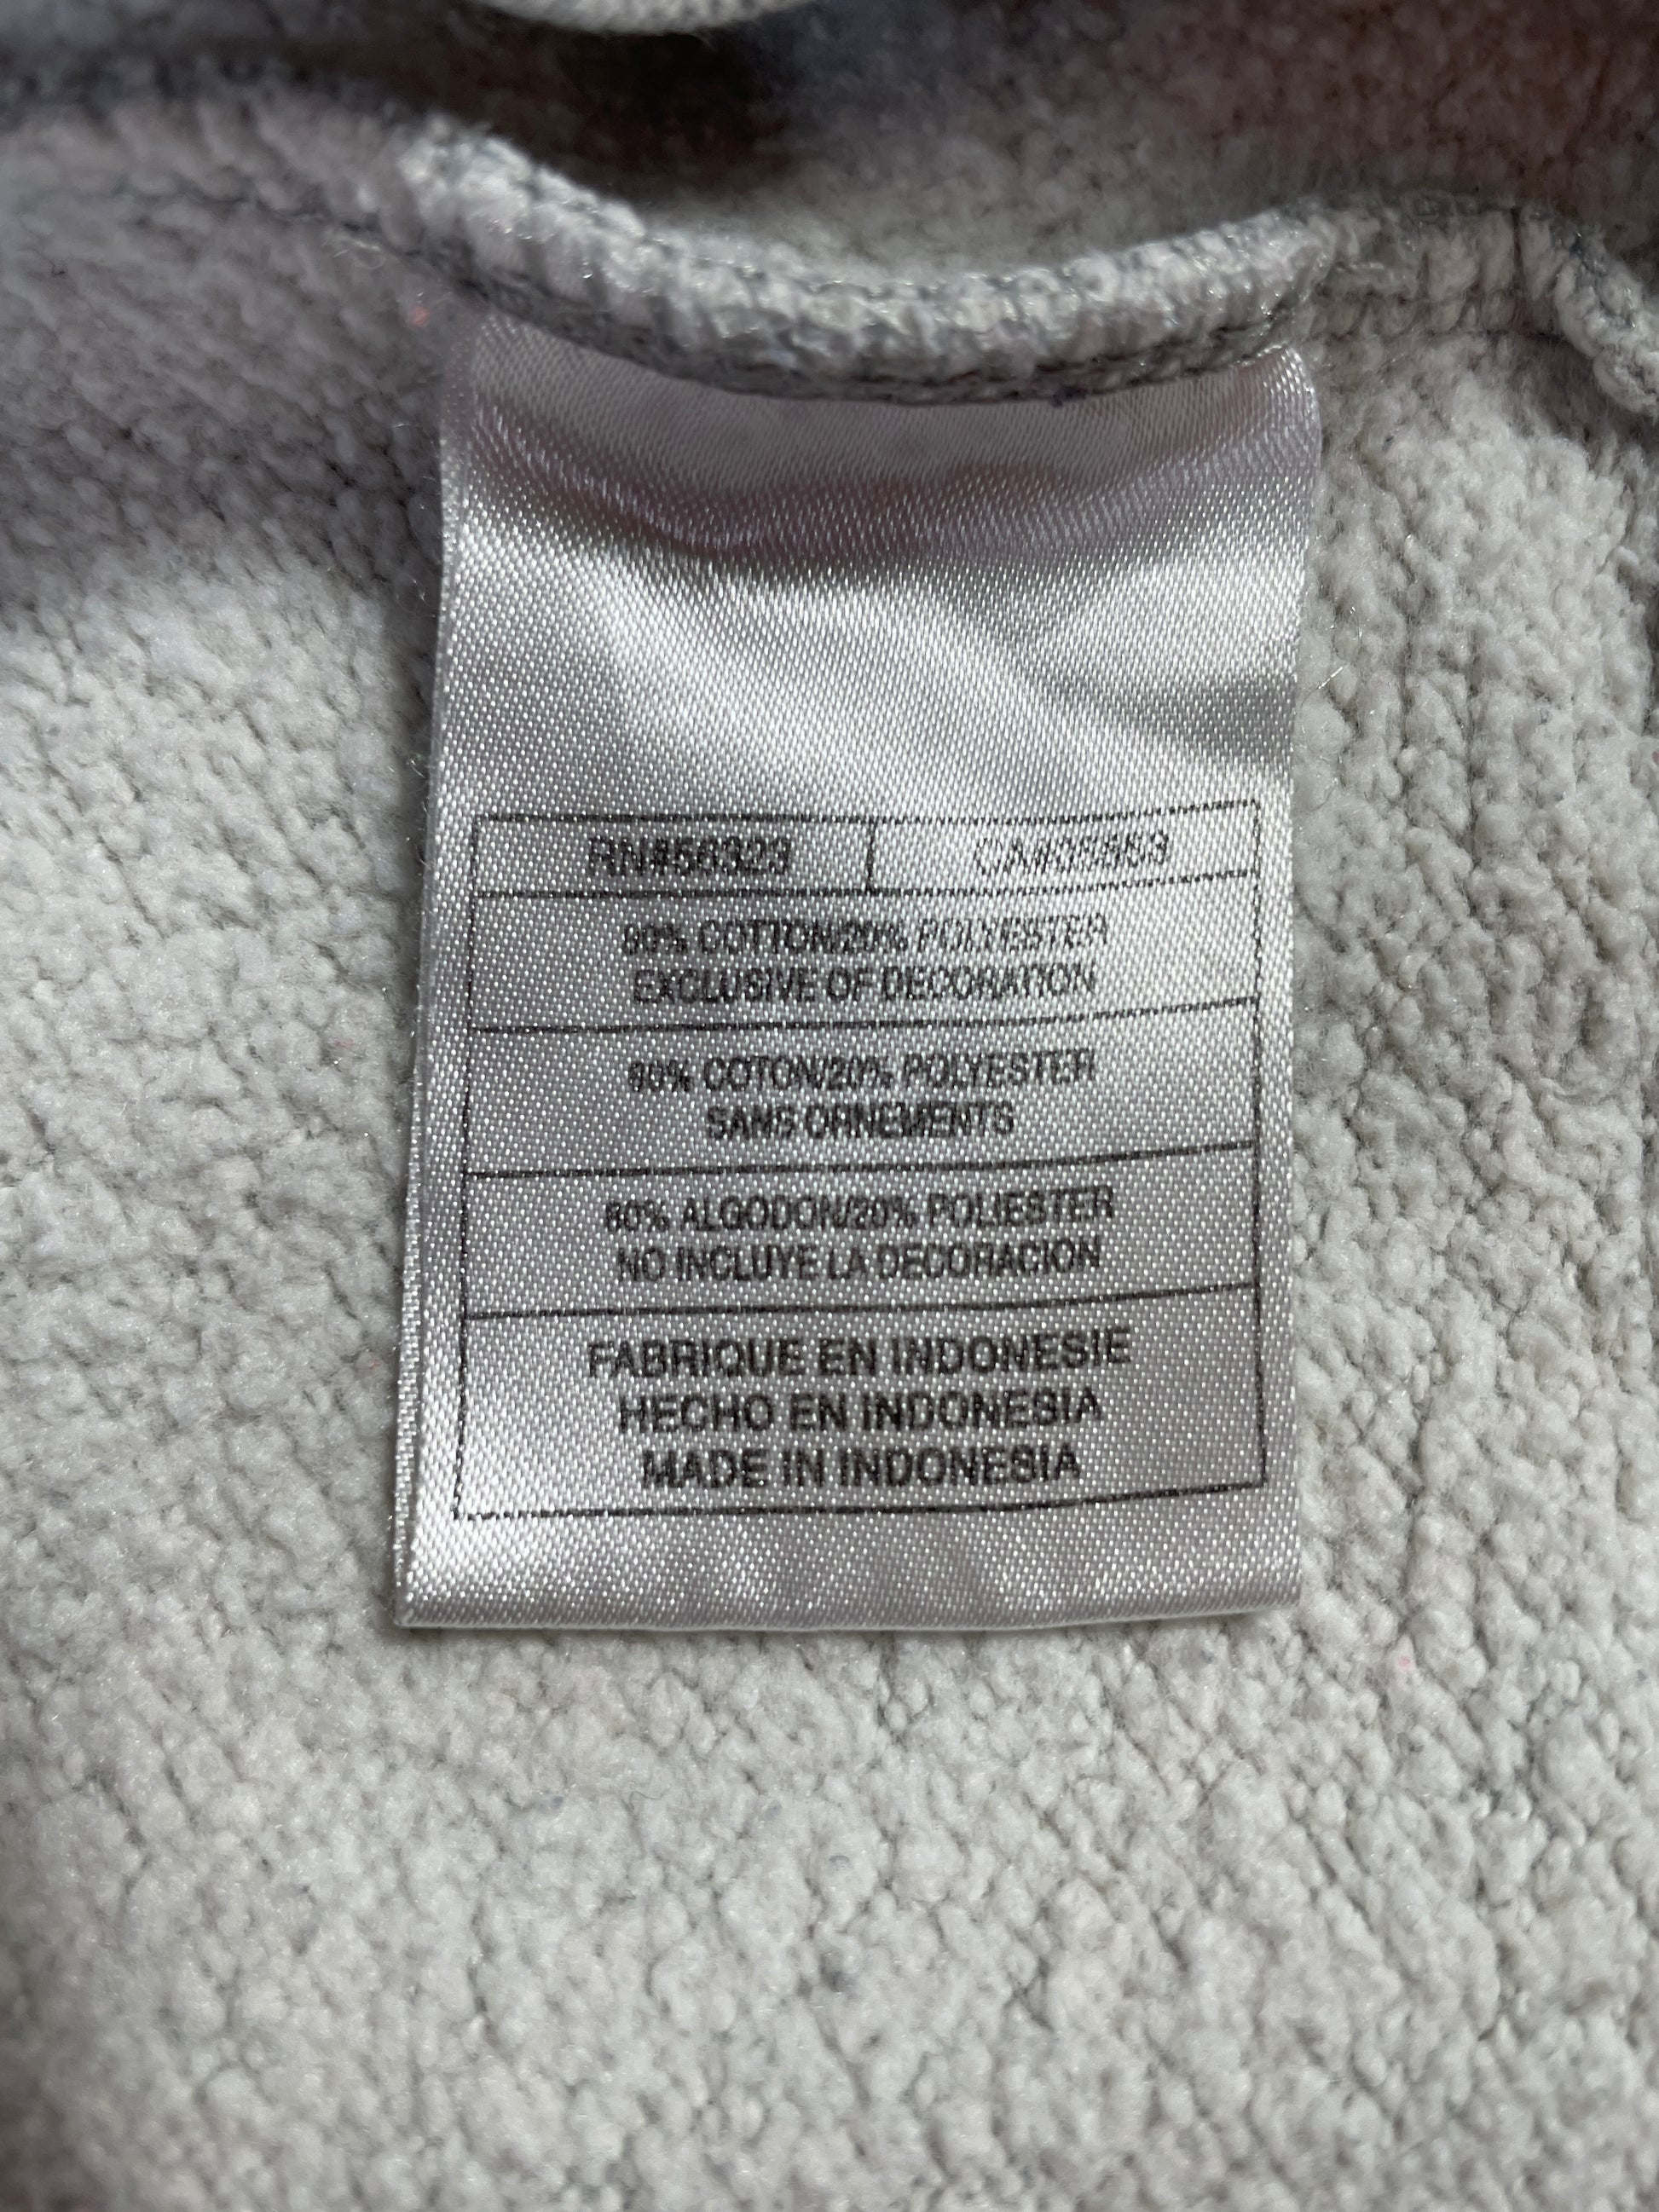 RN#56323 CA#05553
80% COTTON/20% POLYESTER
EXCLUSIVE OF DECORATION
80% COTON/20% POLYESTER
SANS ORNEMENTS
80% ALGODON/20% POLIESTER
NO INCLUYE LA DECORACION
FABRIQUE EN INDONESIE
HECHO EN INDONESIA
MADE IN INDONESIA